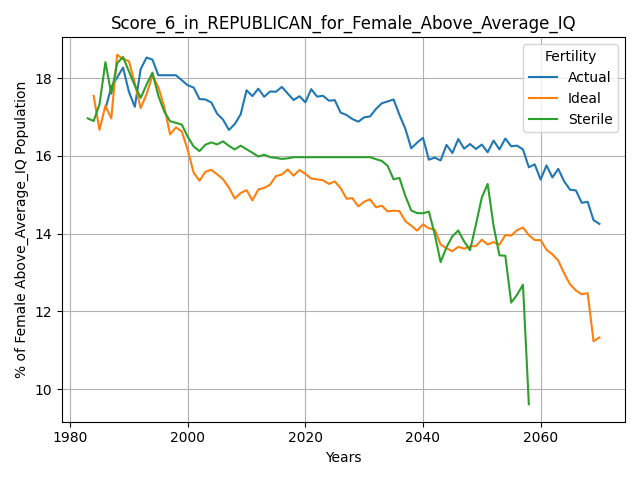 Score_6_in_REPUBLICAN_for_Female_Above_Average_IQ
% of Female Above_Average_IQ Population
18
16
14
12
10
Fertility
Actual
Ideal
Sterile
1980
2000
2020
2040
2060
Years